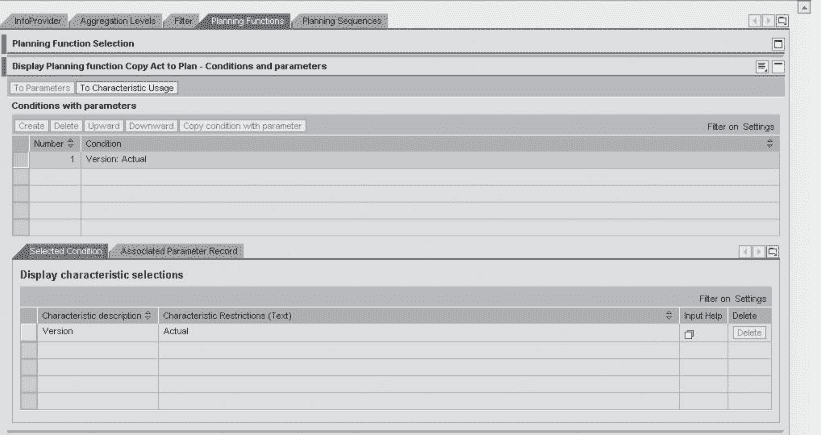 InfoProvider Aggregation Levels Filter Planning Functions Planning Sequences
Planning Function Selection
Display Planning function Copy Act to Plan - Conditions and parameters
To Parameters To Characteristic Usage
Conditions with parameters
Create Delete Upward Downward Copy condition with parameter Filter on Settings
Number Condition
1 Version: Actual
Selected Condition Associated Parameter Record
Display characteristic selections
Filter on Settings
Characteristic description Characteristic Restrictions (Text) Input Help Delete
Version Actual Delete